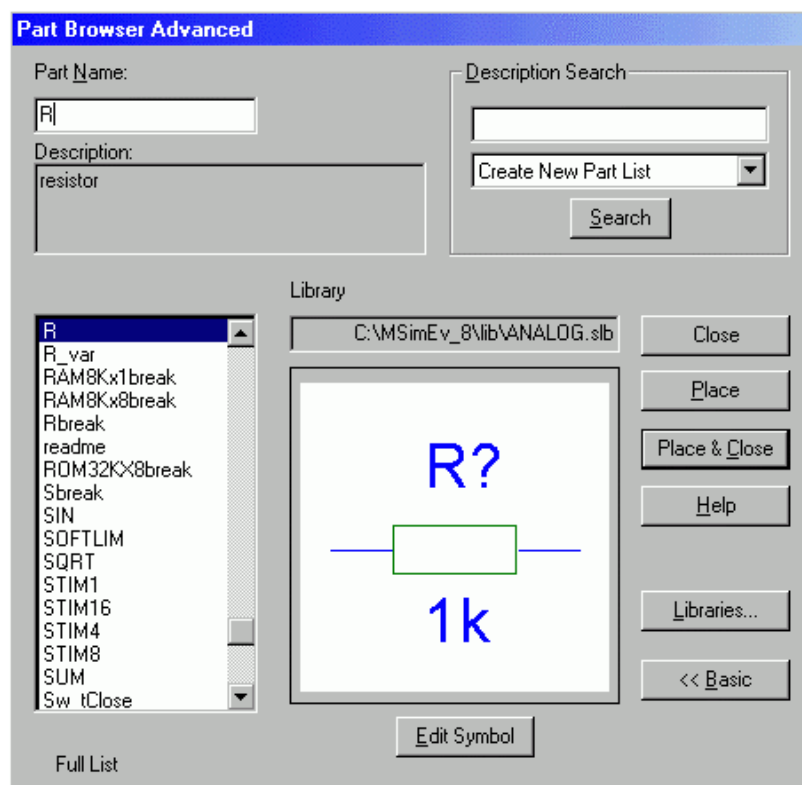 Part Browser Advanced
Part Name:
R
Description:
resistor
Description Search
Create New Part List
Search
Library
C:\MSimEv_8\lib\ANALOG.slb
R
R_var
RAM8Kx1break
RAM8Kx8break
Rbreak
readme
ROM32KX8break
Sbreak
SIN
SOFTLIM
SQRT
STIM1
STIM16
STIM4
STIM8
SUM
Sw_tClose
Full List
R?
1k
Edit Symbol
Close
Place
Place & Close
Help
Libraries...
<< Basic